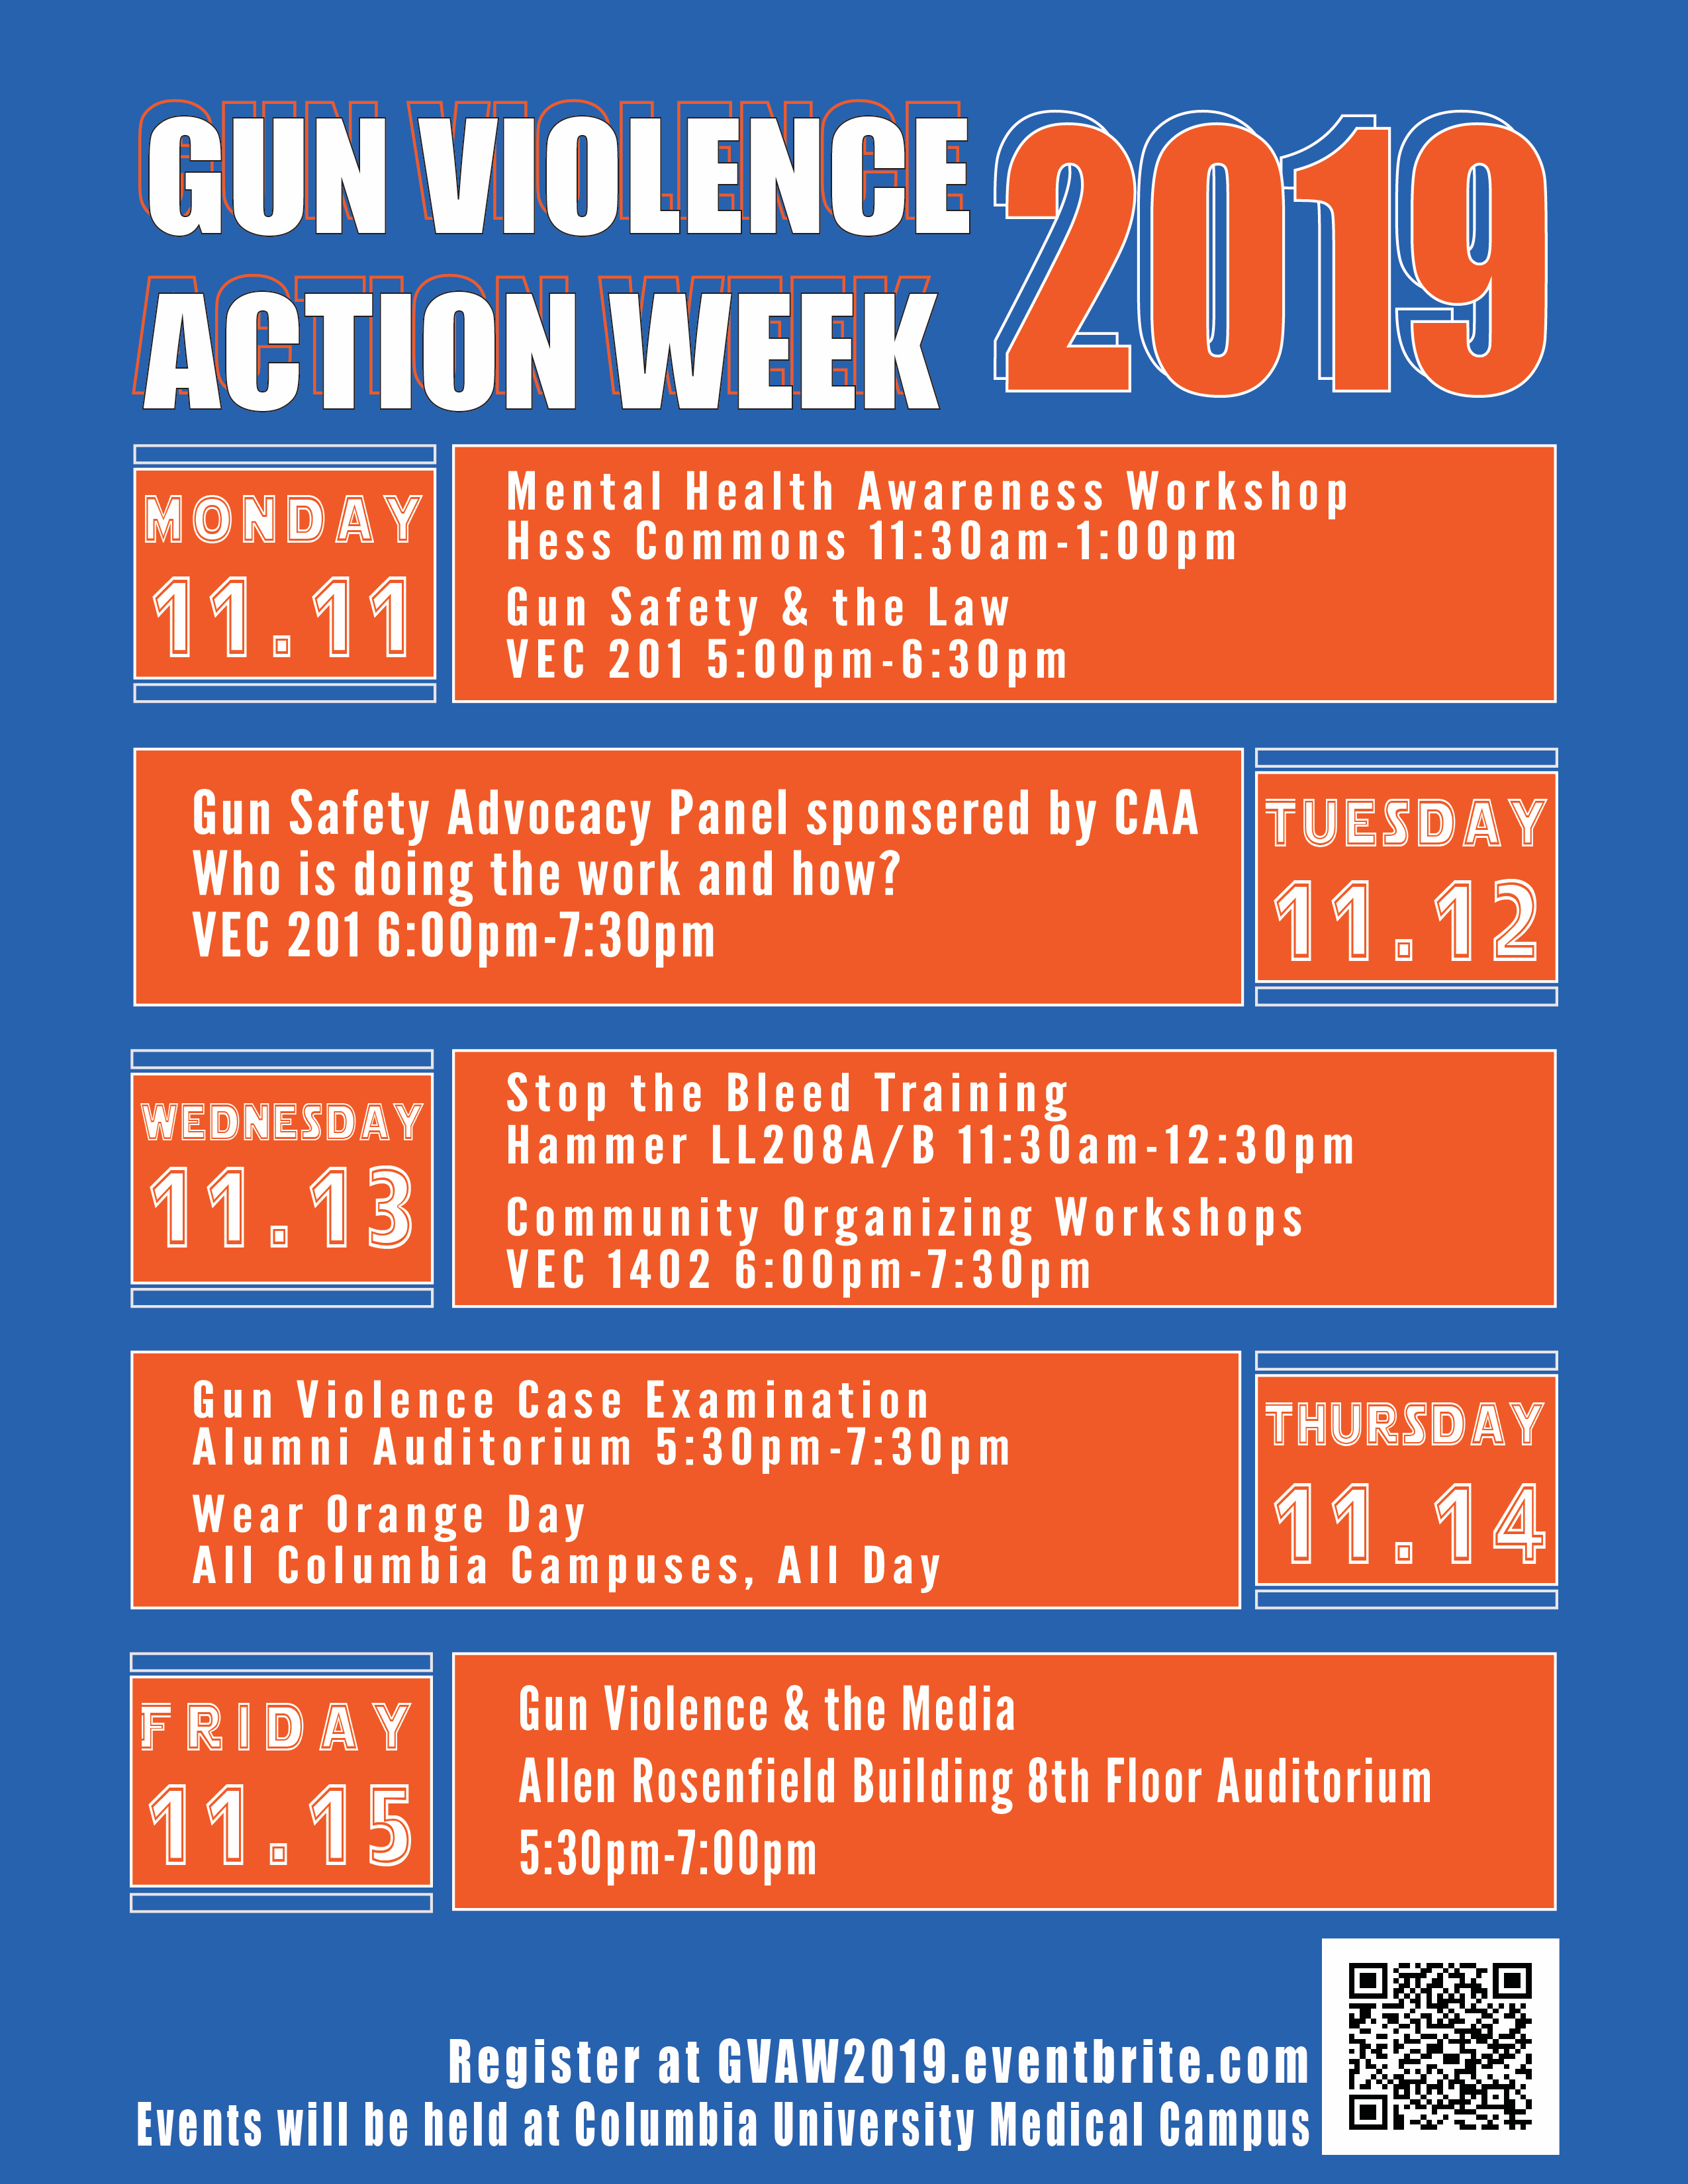 GUN VIOLENCE
ACTION WEEK
2019
MONDAY
11.11
Mental Health Awareness Workshop
Hess Commons 11:30am-1:00pm
Gun Safety & the Law
VEC 201 5:00pm-6:30pm
Gun Safety Advocacy Panel sponsered by CAA
Who is doing the work and how?
VEC 201 6:00pm-7:30pm
TUESDAY
11.12
WEDNESDAY
11.13
Stop the Bleed Training
Hammer LL208A/B 11:30am-12:30pm
Community Organizing Workshops
VEC 1402 6:00pm-7:30pm
Gun Violence Case Examination
Alumni Auditorium 5:30pm-7:30pm
Wear Orange Day
All Columbia Campuses, All Day
THURSDAY
11.14
FRIDAY
11.15
Gun Violence & the Media
Allen Rosenfield Building 8th Floor Auditorium
5:30pm-7:00pm
Register at GVAW2019.eventbrite.com
Events will be held at Columbia University Medical Campus